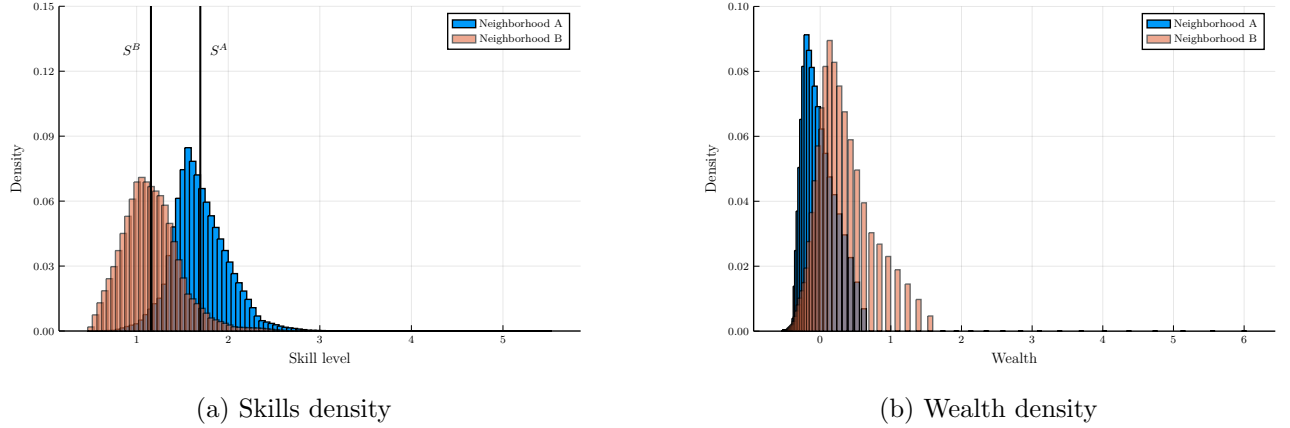 0.15
0.12
0.09
0.06
0.03
0.00
Density
S^B
S^A
Neighborhood A
Neighborhood B
1
2
3
4
5
Skill level
(a) Skills density
0.10
0.08
0.06
0.04
0.02
0.00
Density
Neighborhood A
Neighborhood B
0
1
2
3
4
5
6
Wealth
(b) Wealth density